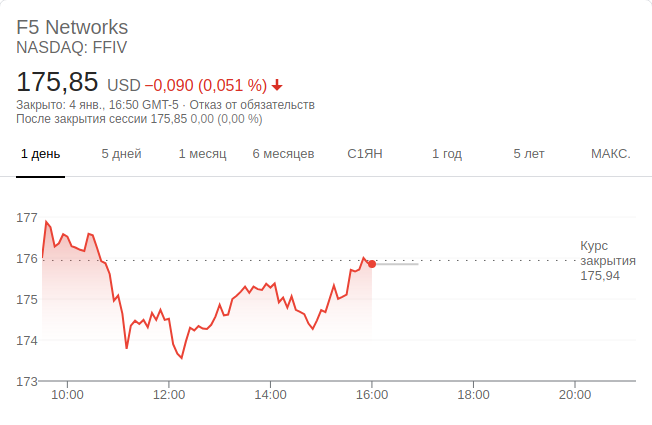 F5 Networks
NASDAQ: FFIV
175,85 USD −0,090 (0,051 %)
Закрыто: 4 янв., 16:50 GMT-5 · Отказ от обязательств
После закрытия сессии 175,85 0,00 (0,00 %)
1 день 5 дней 1 месяц 6 месяцев С1ЯН 1 год 5 лет МАКС.
177
176
175
174
173
Курс
закрытия
175,94
10:00 12:00 14:00 16:00 18:00 20:00